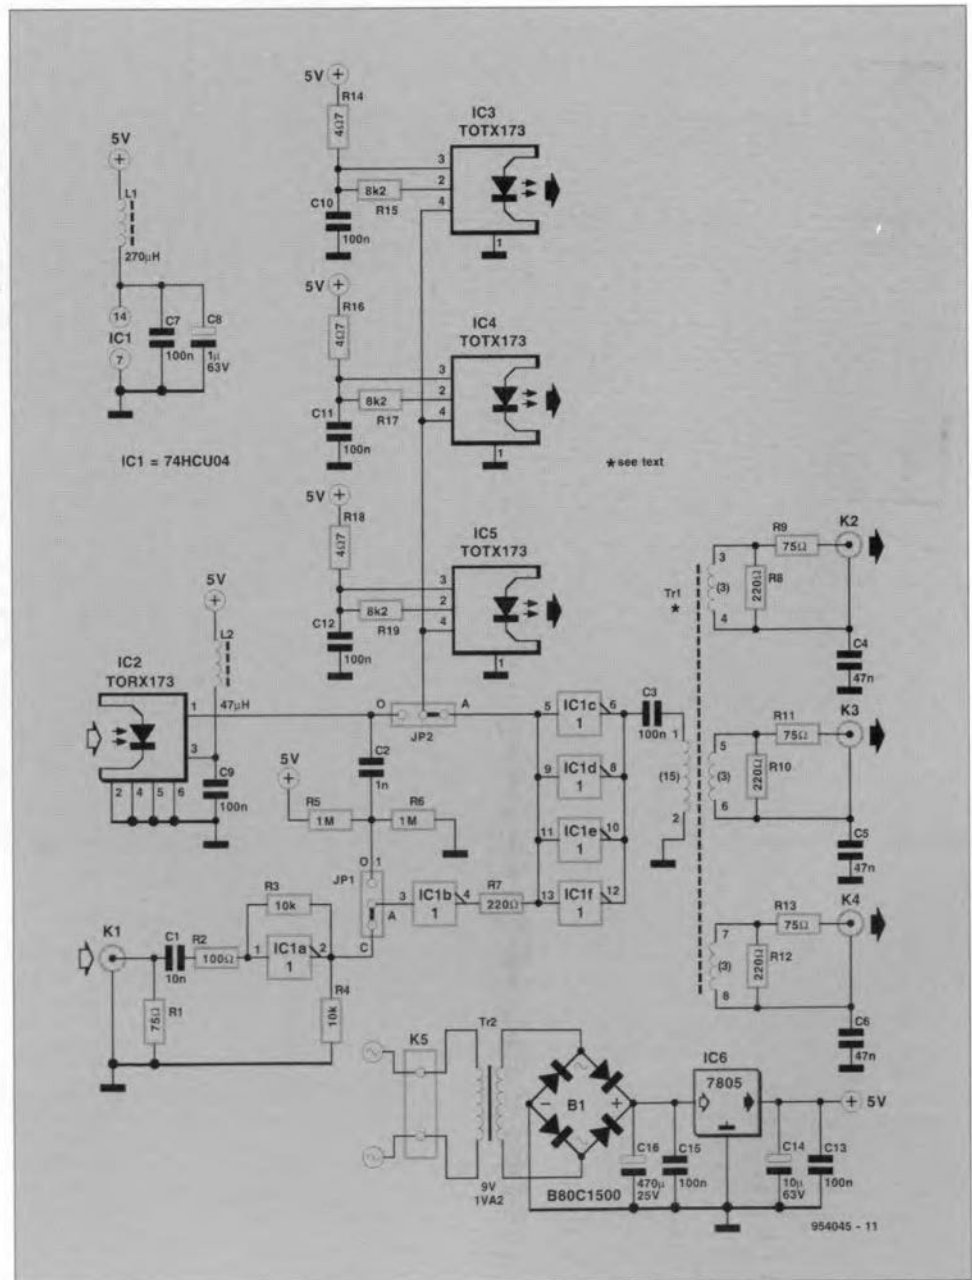 5V
R14
4Ω7
IC3
TOTX173
3
2
4
8k2
R15
C10
100n
1
5V
L1
270µH
14
IC1
7
C7
100n
C8
1µ
63V
IC1 = 74HCU04
5V
R16
4Ω7
IC4
TOTX173
3
2
4
8k2
R17
C11
100n
1
★ see text
5V
R18
4Ω7
IC5
TOTX173
3
2
4
8k2
R19
C12
100n
1
5V
L2
47µH
IC2
TORX173
1
3
2 4 5 6
C9
100n
O
A
JP2
C2
1n
5V
R5
1M
R6
1M
O
1
JP1
A
C
3
IC1b
1
4
R7
220Ω
5
IC1c
1
6
9
IC1d
1
8
11
IC1e
1
10
13
IC1f
1
12
C3
100n
1
(15)
2
Tr1
★
3
(3)
4
R8
220Ω
R9
75Ω
K2
C4
47n
5
(3)
6
R10
220Ω
R11
75Ω
K3
C5
47n
7
(3)
8
R12
220Ω
R13
75Ω
K4
C6
47n
K1
C1
10n
R2
100Ω
R1
75Ω
R3
10k
1
IC1a
1
2
R4
10k
K5
Tr2
9V
1VA2
B1
−
+
B80C1500
C16
470µ
25V
C15
100n
IC6
7805
C14
10µ
63V
C13
100n
5V
954045 - 11